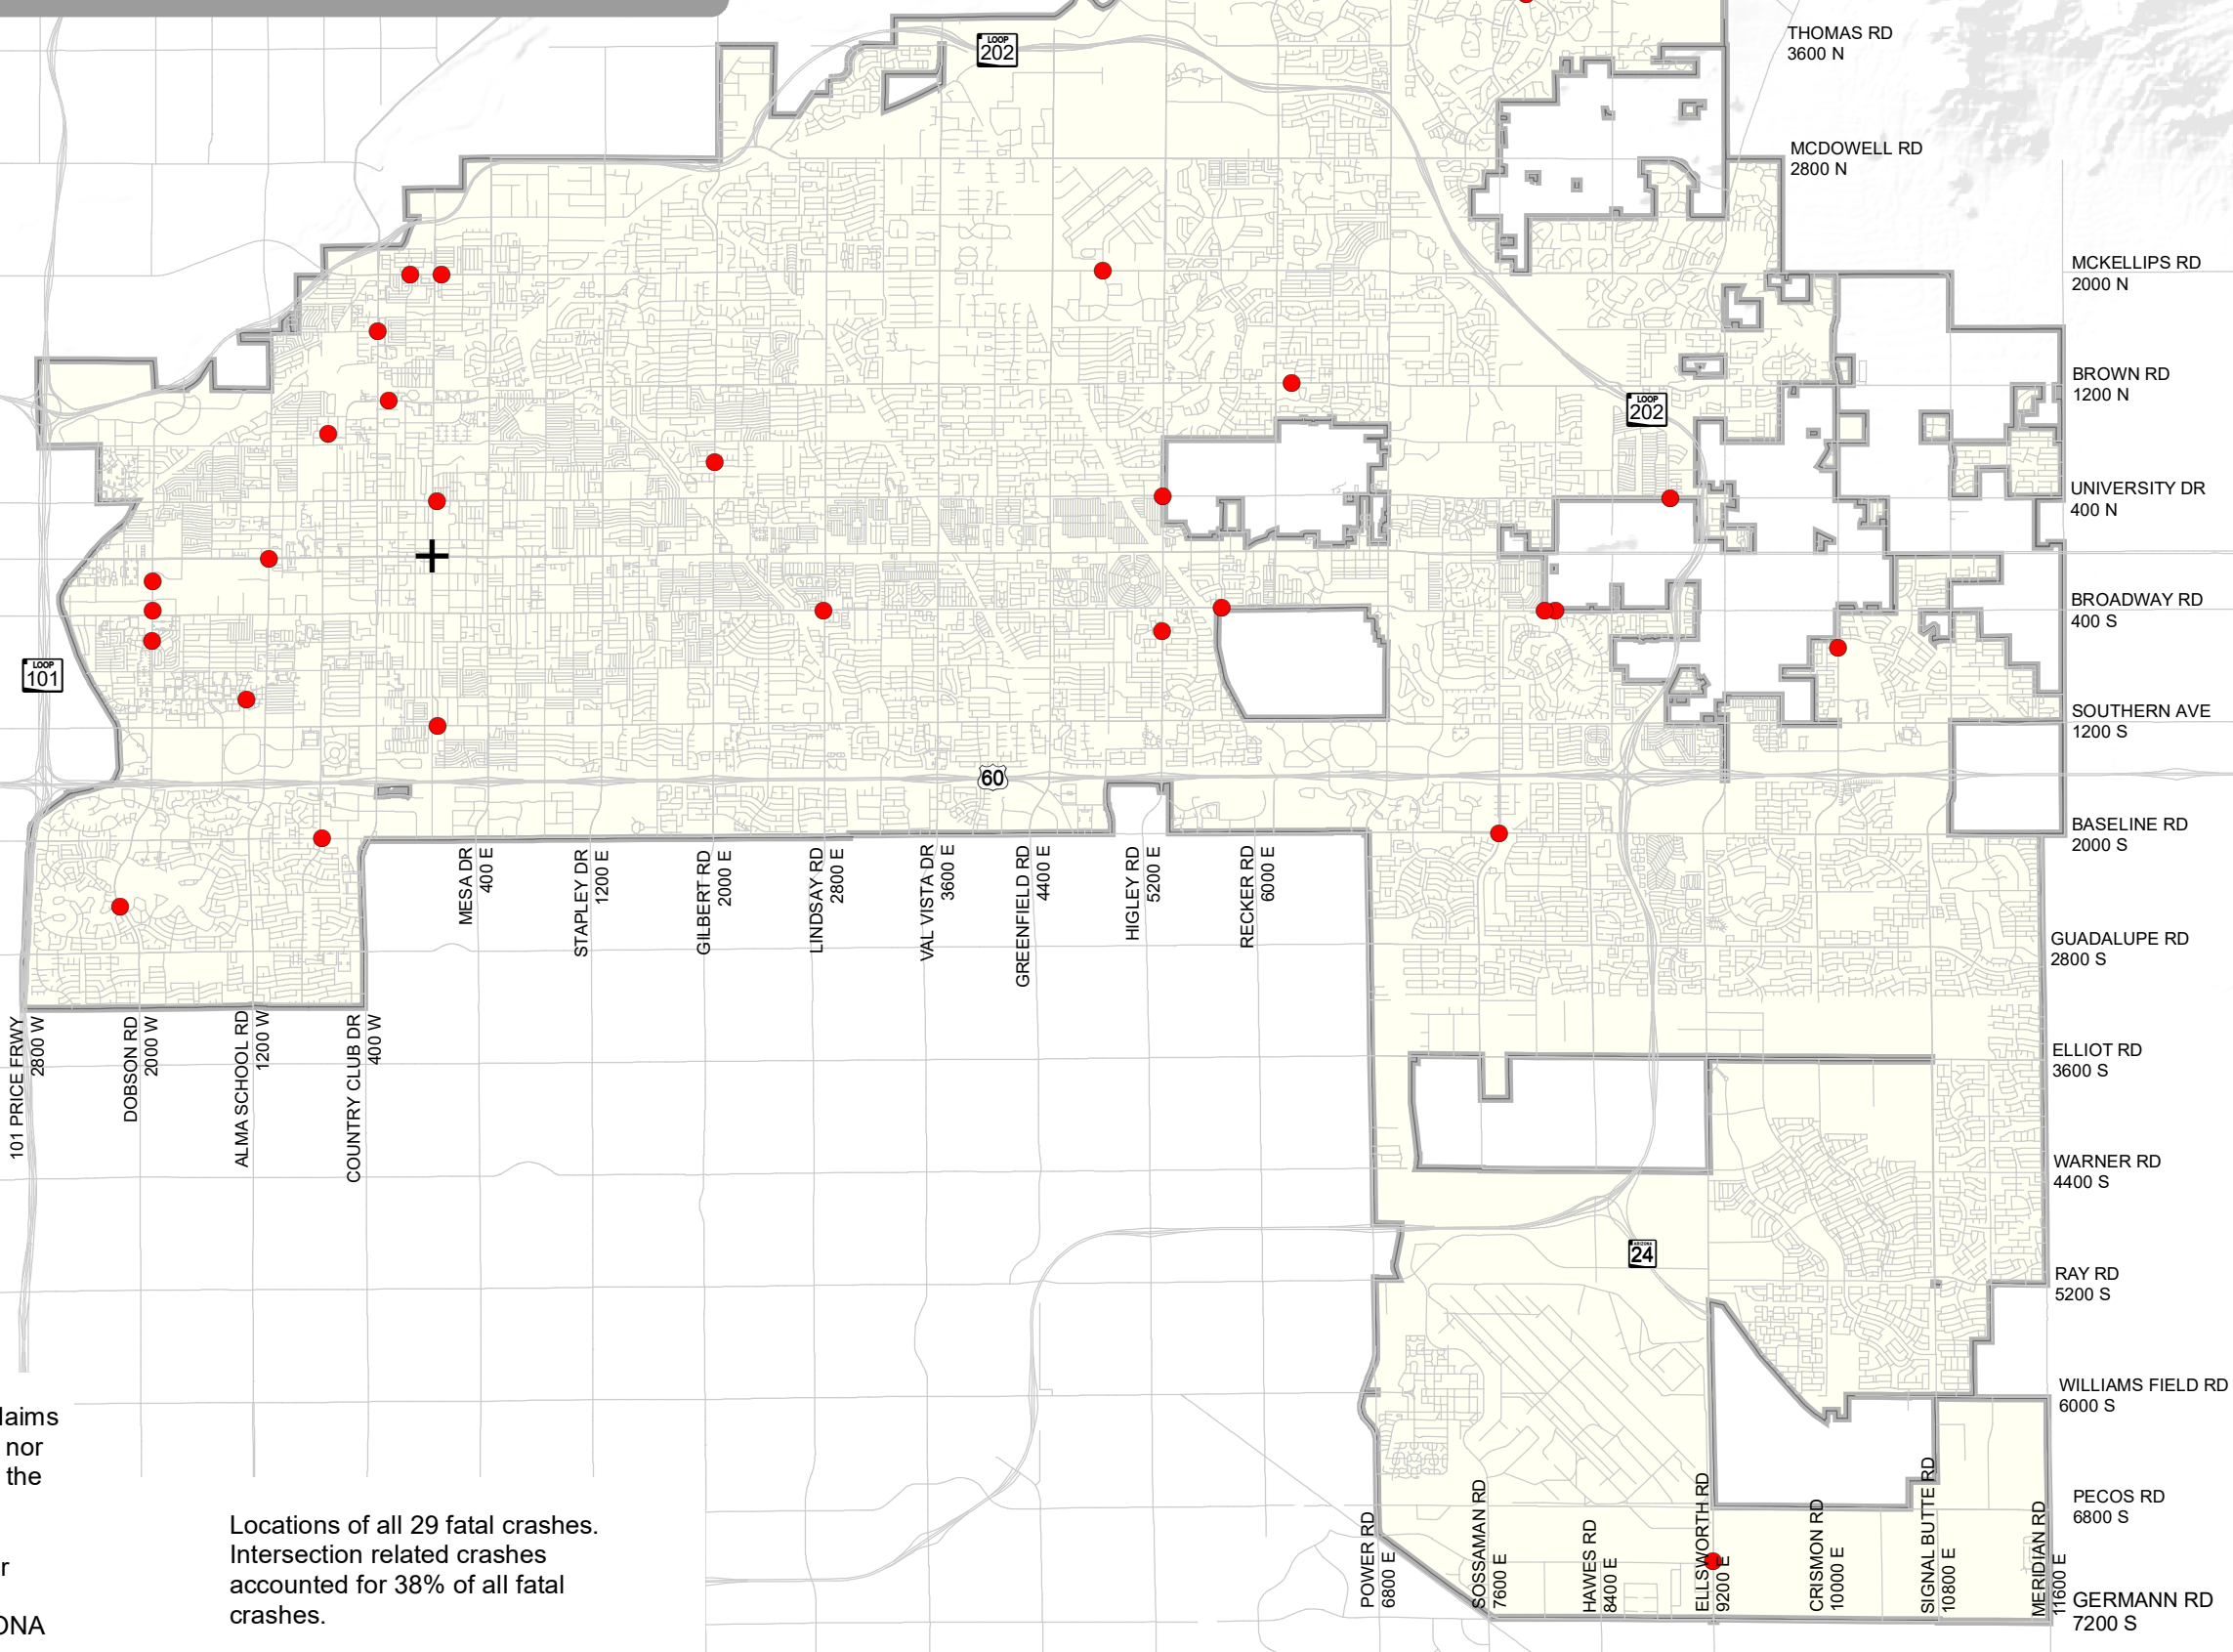 LOOP
202
THOMAS RD
3600 N
MCDOWELL RD
2800 N
MCKELLIPS RD
2000 N
BROWN RD
1200 N
LOOP
202
UNIVERSITY DR
400 N
BROADWAY RD
400 S
LOOP
101
SOUTHERN AVE
1200 S
60
BASELINE RD
2000 S
MESA DR
400 E
STAPLEY DR
1200 E
GILBERT RD
2000 E
LINDSAY RD
2800 E
VAL VISTA DR
3600 E
GREENFIELD RD
4400 E
HIGLEY RD
5200 E
RECKER RD
6000 E
GUADALUPE RD
2800 S
101 PRICE FRWY
2800 W
DOBSON RD
2000 W
ALMA SCHOOL RD
1200 W
COUNTRY CLUB DR
400 W
ELLIOT RD
3600 S
WARNER RD
4400 S
ARIZONA
24
RAY RD
5200 S
WILLIAMS FIELD RD
6000 S
PECOS RD
6800 S
POWER RD
6800 E
SOSSAMAN RD
7600 E
HAWES RD
8400 E
ELLSWORTH RD
9200 E
CRISMON RD
10000 E
SIGNAL BUTTE RD
10800 E
MERIDIAN RD
11600 E
GERMANN RD
7200 S
laims
nor
the
r
ONA
Locations of all 29 fatal crashes.
Intersection related crashes
accounted for 38% of all fatal
crashes.